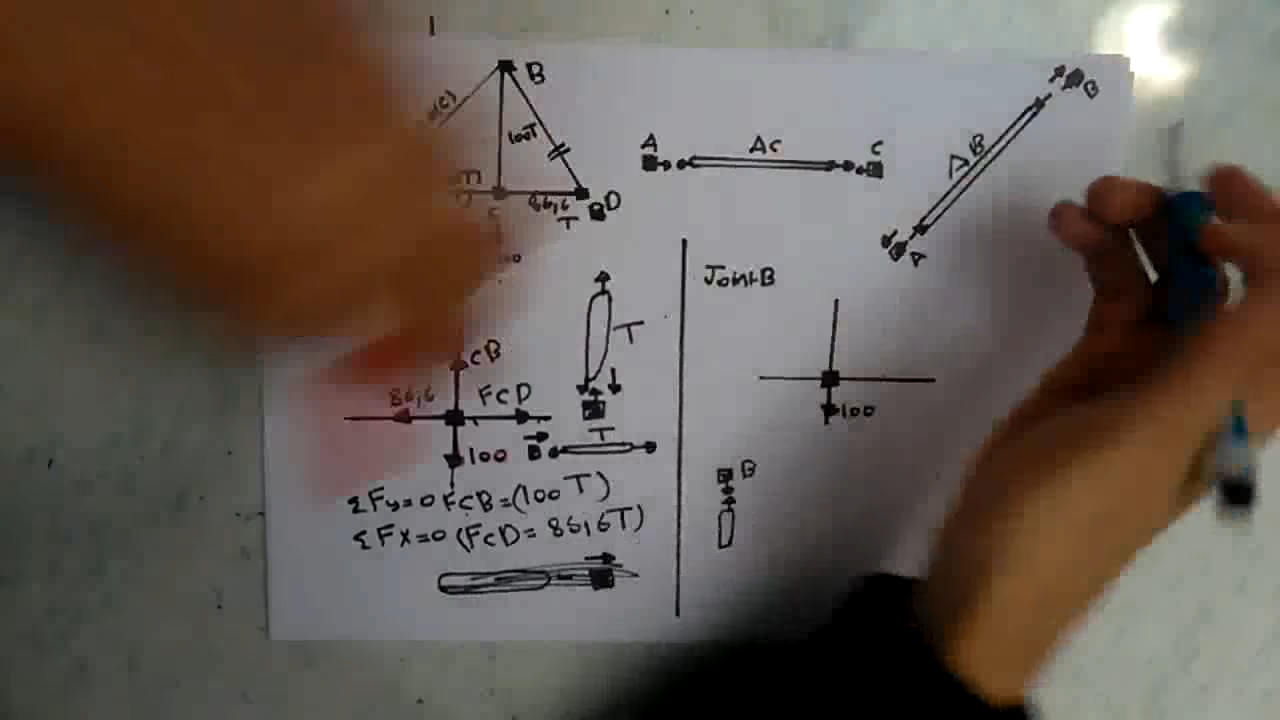 B
(C)
100T
C
86,6
T
D
A
AC
C
AB
B
A
CB
86,6
FCD
100
T
T
ΣFy=0 FCB=(100T)
ΣFX=0 (FCD=86,6T)
Joint B
100
B